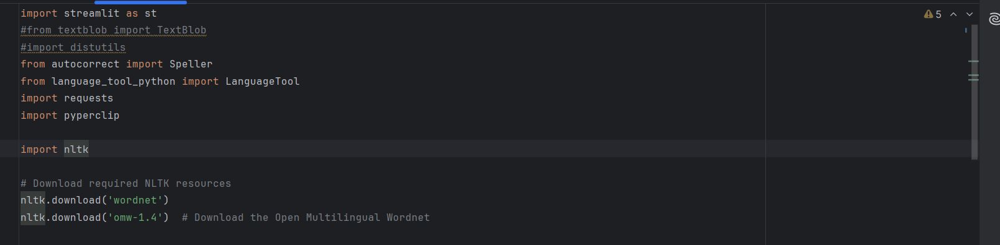 import streamlit as st
#from textblob import TextBlob
#import distutils
from autocorrect import Speller
from language_tool_python import LanguageTool
import requests
import pyperclip
import nltk
# Download required NLTK resources
nltk.download('wordnet')
nltk.download('omw-1.4')  # Download the Open Multilingual Wordnet
5